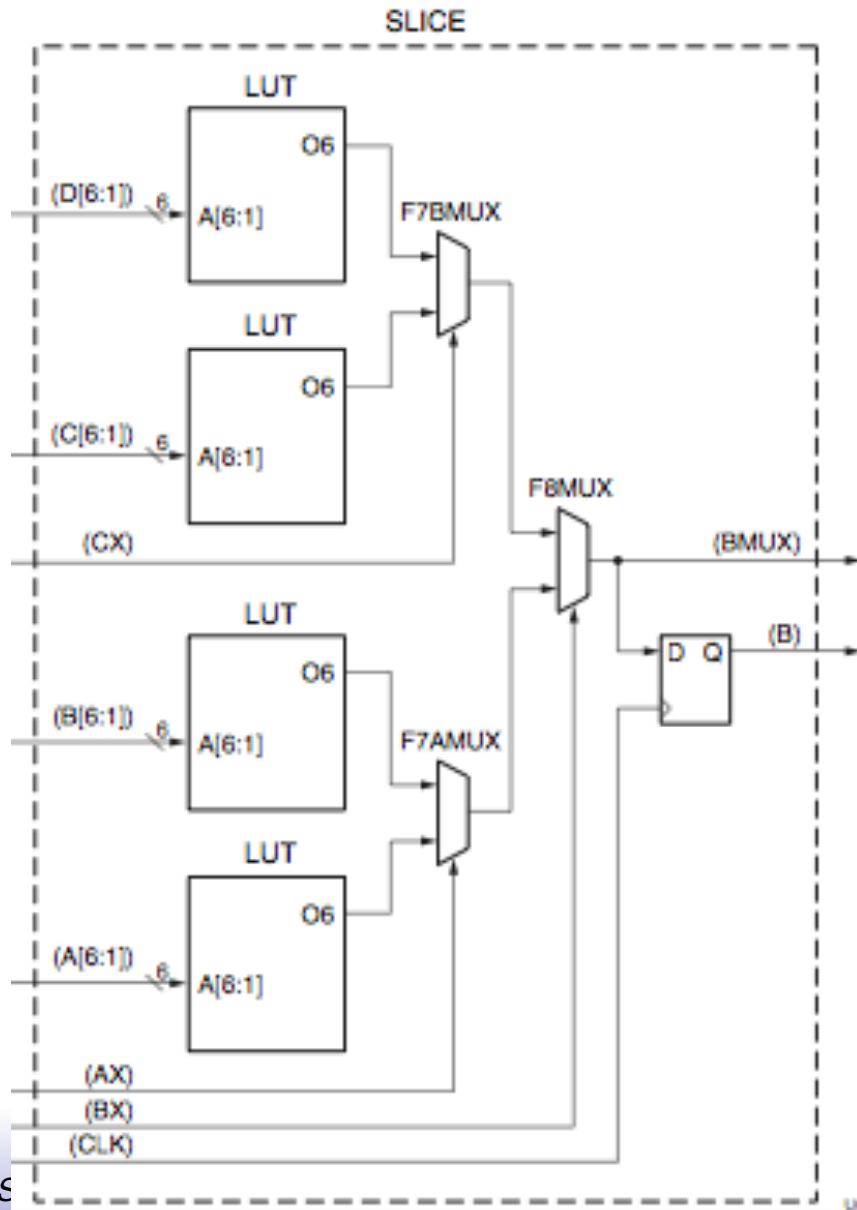 SLICE
LUT
O6
(D[6:1])
6
A[6:1]
F7BMUX
LUT
O6
(C[6:1])
6
A[6:1]
F8MUX
(CX)
(BMUX)
LUT
(B)
D Q
O6
(B[6:1])
6
A[6:1]
F7AMUX
LUT
O6
(A[6:1])
6
A[6:1]
(AX)
(BX)
(CLK)
s